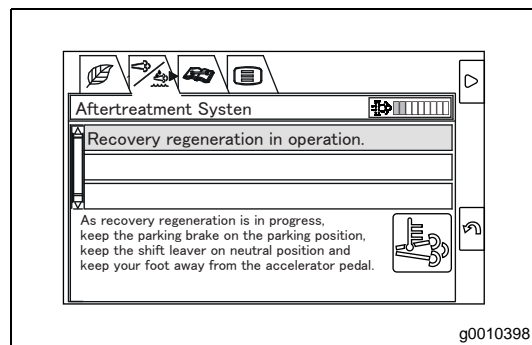 Aftertreatment Systen
Recovery regeneration in operation.
As recovery regeneration is in progress,
keep the parking brake on the parking position,
keep the shift leaver on neutral position and
keep your foot away from the accelerator pedal.
g0010398